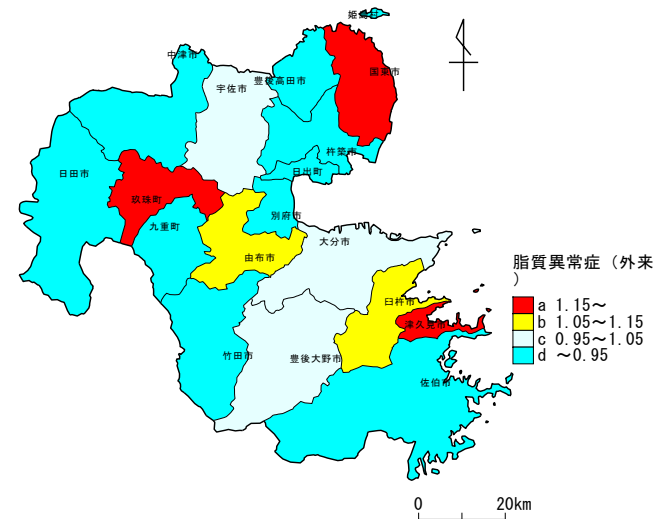 姫島村
中津市
豊後高田市
国東市
宇佐市
杵築市
日田市
日出町
玖珠町
別府市
九重町
大分市
由布市
脂質異常症（外来
）
a 1.15～
b 1.05～1.15
c 0.95～1.05
d ～0.95
臼杵市
津久見市
竹田市
豊後大野市
佐伯市
0 20km